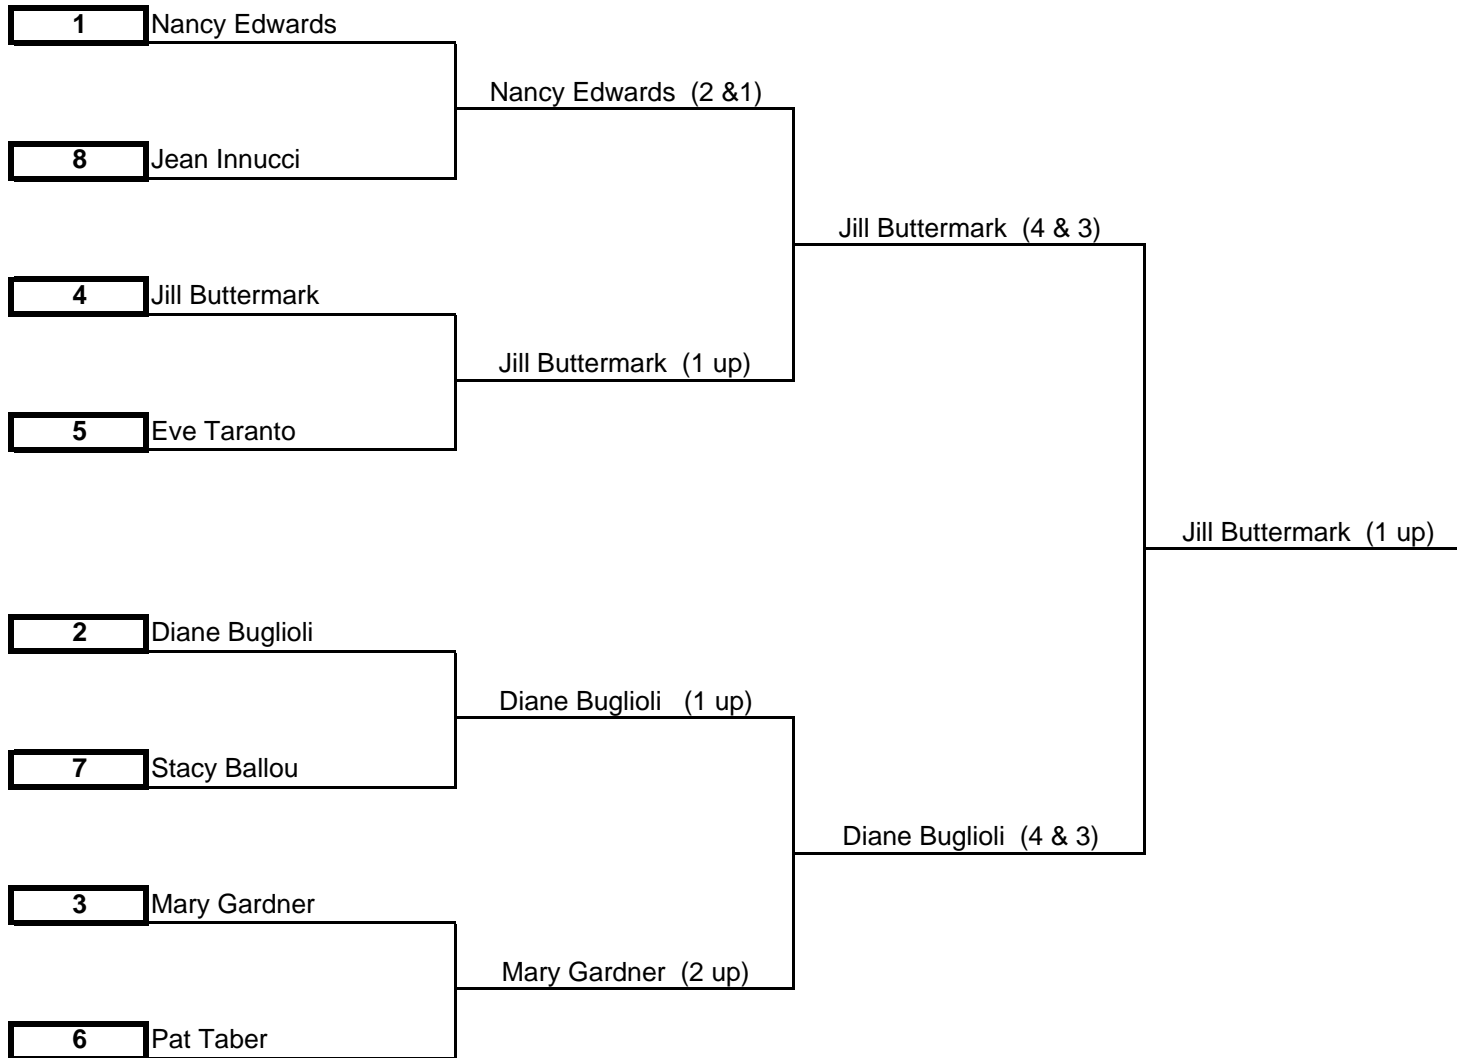 1 Nancy Edwards
Nancy Edwards (2 &1)
8 Jean Innucci
Jill Buttermark (4 & 3)
4 Jill Buttermark
Jill Buttermark (1 up)
5 Eve Taranto
Jill Buttermark (1 up)
2 Diane Buglioli
Diane Buglioli (1 up)
7 Stacy Ballou
Diane Buglioli (4 & 3)
3 Mary Gardner
Mary Gardner (2 up)
6 Pat Taber